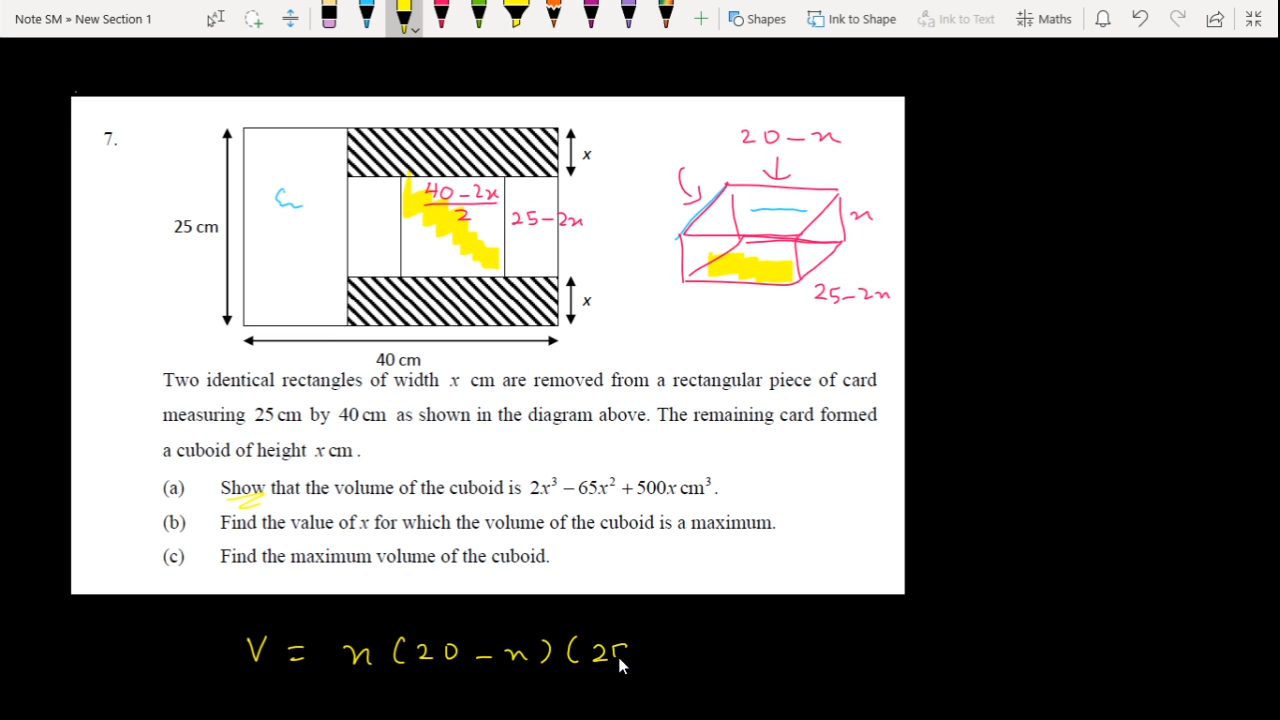 Note SM » New Section 1
Shapes
Ink to Shape
Ink to Text
Maths
7.
25 cm
x
x
40 cm
40-2x
2
25-2x
20-x
x
25-2x
Two identical rectangles of width x cm are removed from a rectangular piece of card
measuring 25 cm by 40 cm as shown in the diagram above. The remaining card formed
a cuboid of height x cm .
(a) Show that the volume of the cuboid is 2x³ − 65x² + 500x cm³ .
(b) Find the value of x for which the volume of the cuboid is a maximum.
(c) Find the maximum volume of the cuboid.
V = x (20 - x) (25